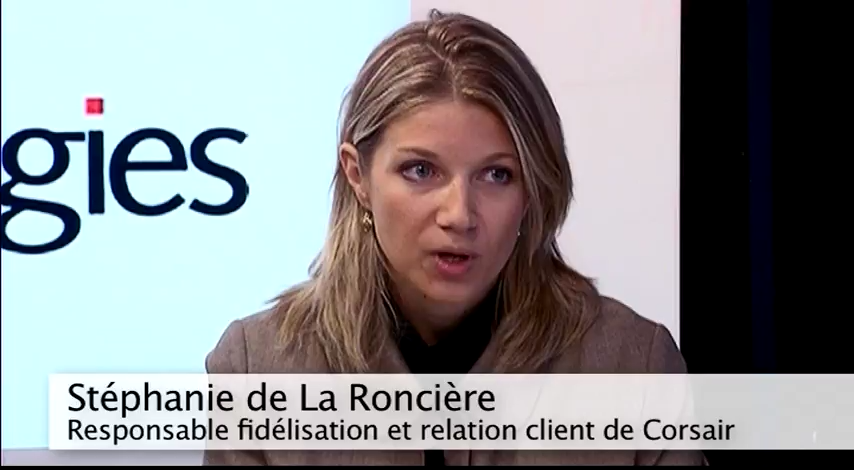 gies
Stéphanie de La Roncière
Responsable fidélisation et relation client de Corsair